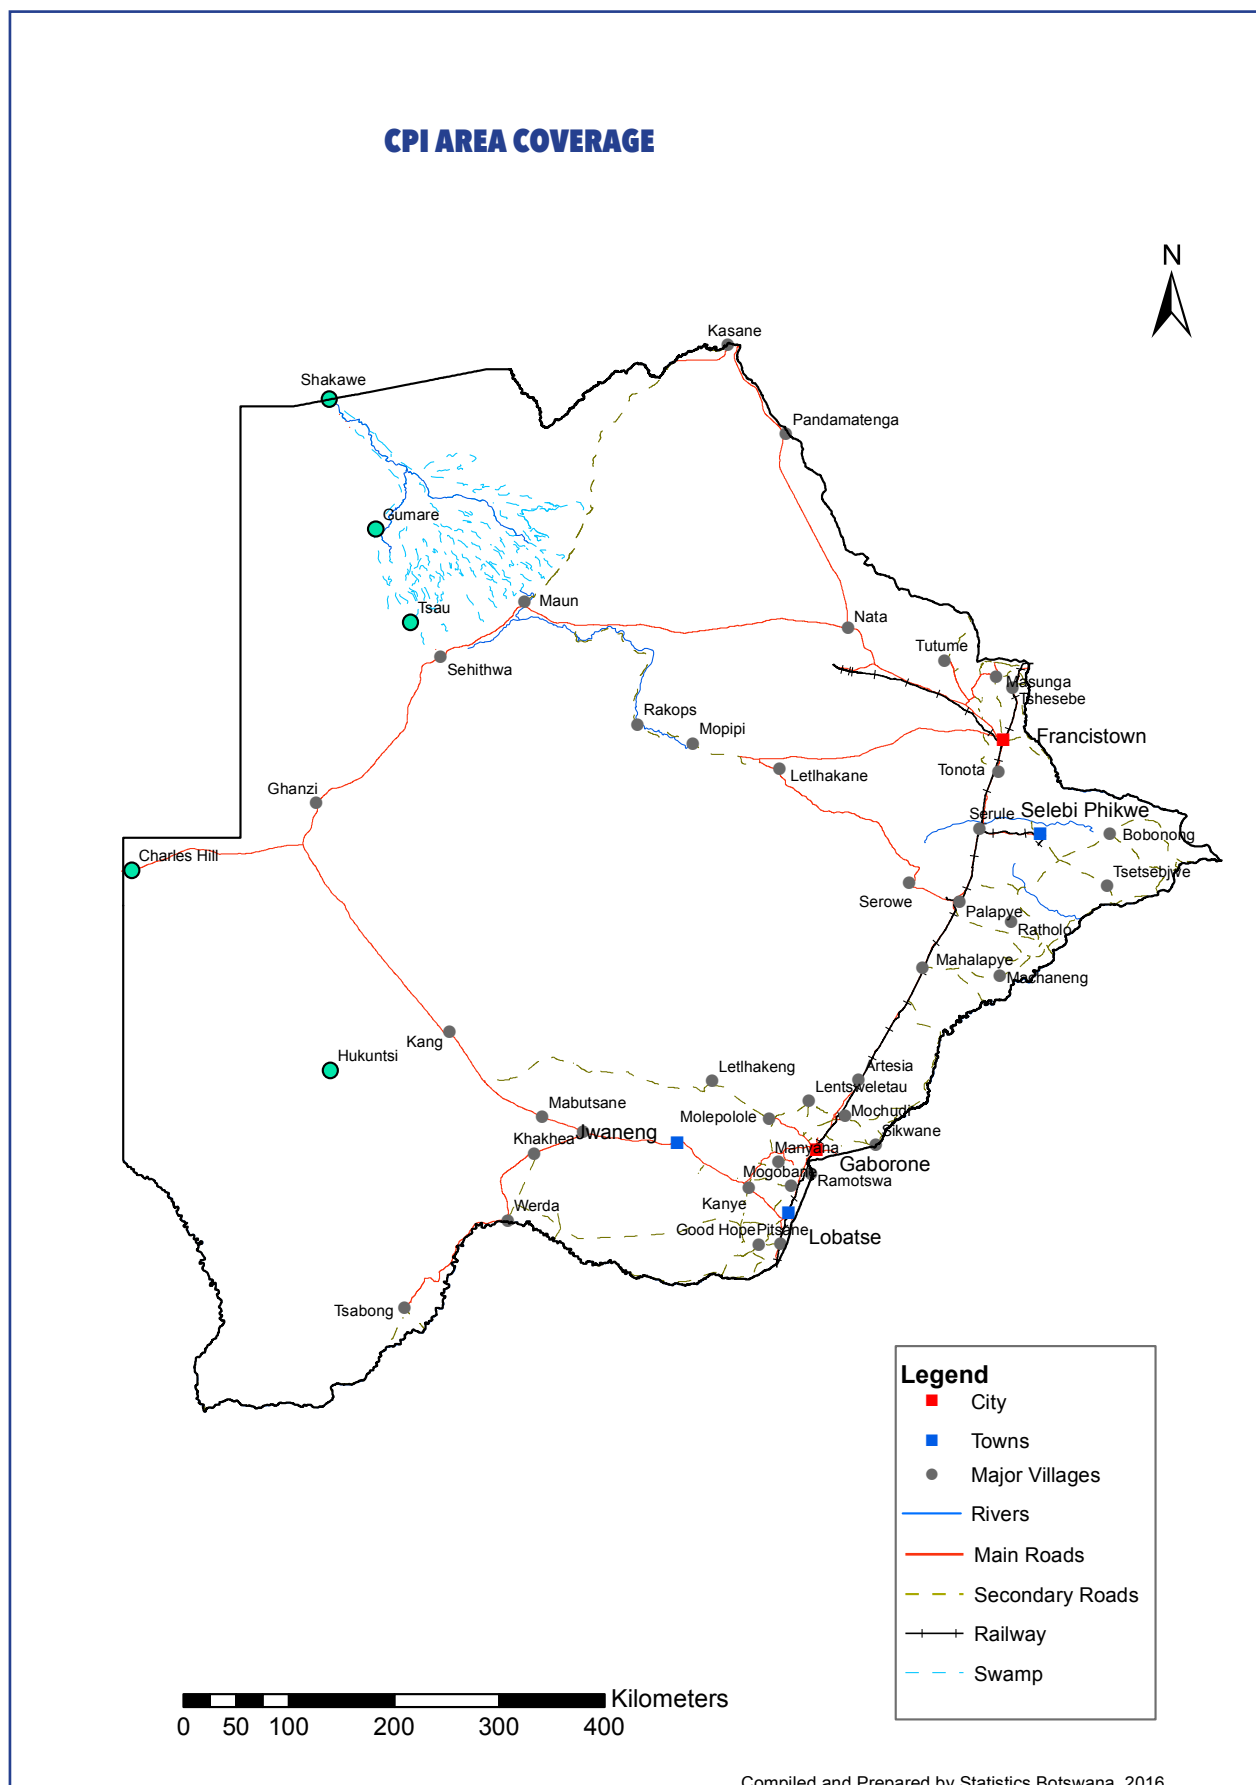 CPI AREA COVERAGE
N
Kasane
Shakawe
Pandamatenga
Gumare
Tsau
Maun
Nata
Sehithwa
Tutume
Masunga
Tshesebe
Rakops
Mopipi
Francistown
Letlhakane
Tonota
Ghanzi
Serule
Selebi Phikwe
Bobonong
Charles Hill
Tsetsebjwe
Serowe
Palapye
Ratholo
Mahalapye
Machaneng
Kang
Hukuntsi
Letlhakeng
Artesia
Lentsweletau
Mabutsane
Molepolole
Mochudi
Khakhea
Jwaneng
Sikwane
Manyana
Gaborone
Mogobane
Ramotswa
Kanye
Werda
Good Hope
Pitsane
Lobatse
Tsabong
Legend
City
Towns
Major Villages
Rivers
Main Roads
Secondary Roads
Railway
Swamp
Kilometers
0 50 100 200 300 400
Compiled and Prepared by Statistics Botswana, 2016